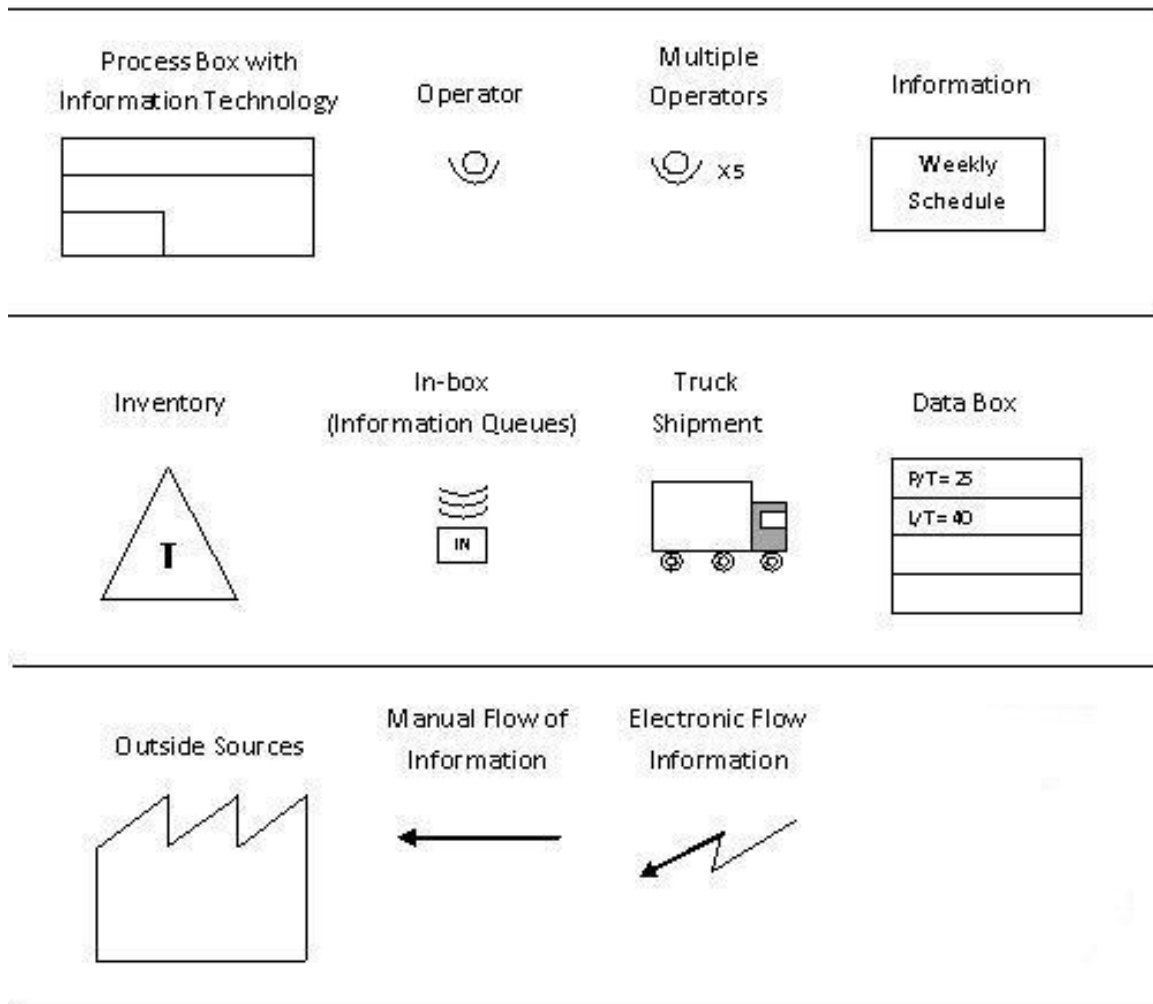 Process Box with
Information Technology
Operator
Multiple
Operators
Information
X5
Weekly
Schedule
Inventory
In-box
(Information Queues)
Truck
Shipment
Data Box
T
IN
P/T = 25
L/T = 40
Outside Sources
Manual Flow of
Information
Electronic Flow
Information